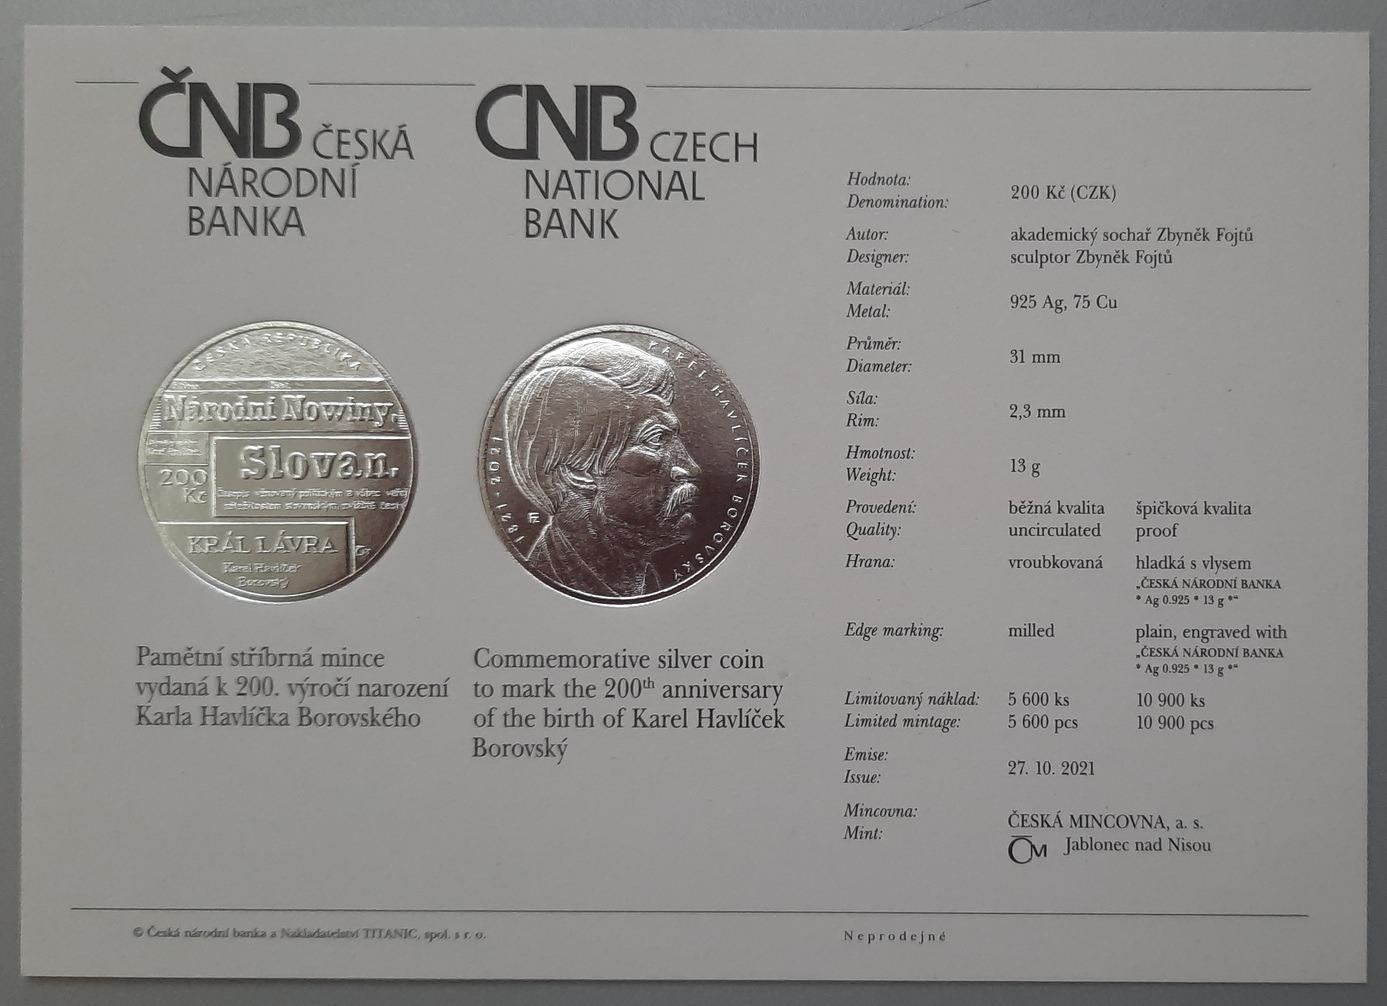 ČNB ČESKÁ
NÁRODNÍ
BANKA
CNB CZECH
NATIONAL
BANK
ČESKÁ REPUBLIKA
Národní Nowiny.
Slovan.
200
Kč
KRÁL LÁVRA
Karel Havlíček
Borovský
KAREL HAVLÍČEK BOROVSKÝ
1821 · 2021
Pamětní stříbrná mince
vydaná k 200. výročí narození
Karla Havlíčka Borovského
Commemorative silver coin
to mark the 200th anniversary
of the birth of Karel Havlíček
Borovský
Hodnota:
Denomination:
200 Kč (CZK)
Autor:
Designer:
akademický sochař Zbyněk Fojtů
sculptor Zbyněk Fojtů
Materiál:
Metal:
925 Ag, 75 Cu
Průměr:
Diameter:
31 mm
Síla:
Rim:
2,3 mm
Hmotnost:
Weight:
13 g
Provedení: běžná kvalita špičková kvalita
Quality: uncirculated proof
Hrana: vroubkovaná hladká s vlysem
„ČESKÁ NÁRODNÍ BANKA
* Ag 0.925 * 13 g *“
Edge marking: milled plain, engraved with
„ČESKÁ NÁRODNÍ BANKA
* Ag 0.925 * 13 g *“
Limitovaný náklad: 5 600 ks 10 900 ks
Limited mintage: 5 600 pcs 10 900 pcs
Emise:
Issue:
27. 10. 2021
Mincovna:
Mint:
ČESKÁ MINCOVNA, a. s.
ČM Jablonec nad Nisou
© Česká národní banka a Nakladatelství TITANIC, spol. s r. o.
Neprodejné